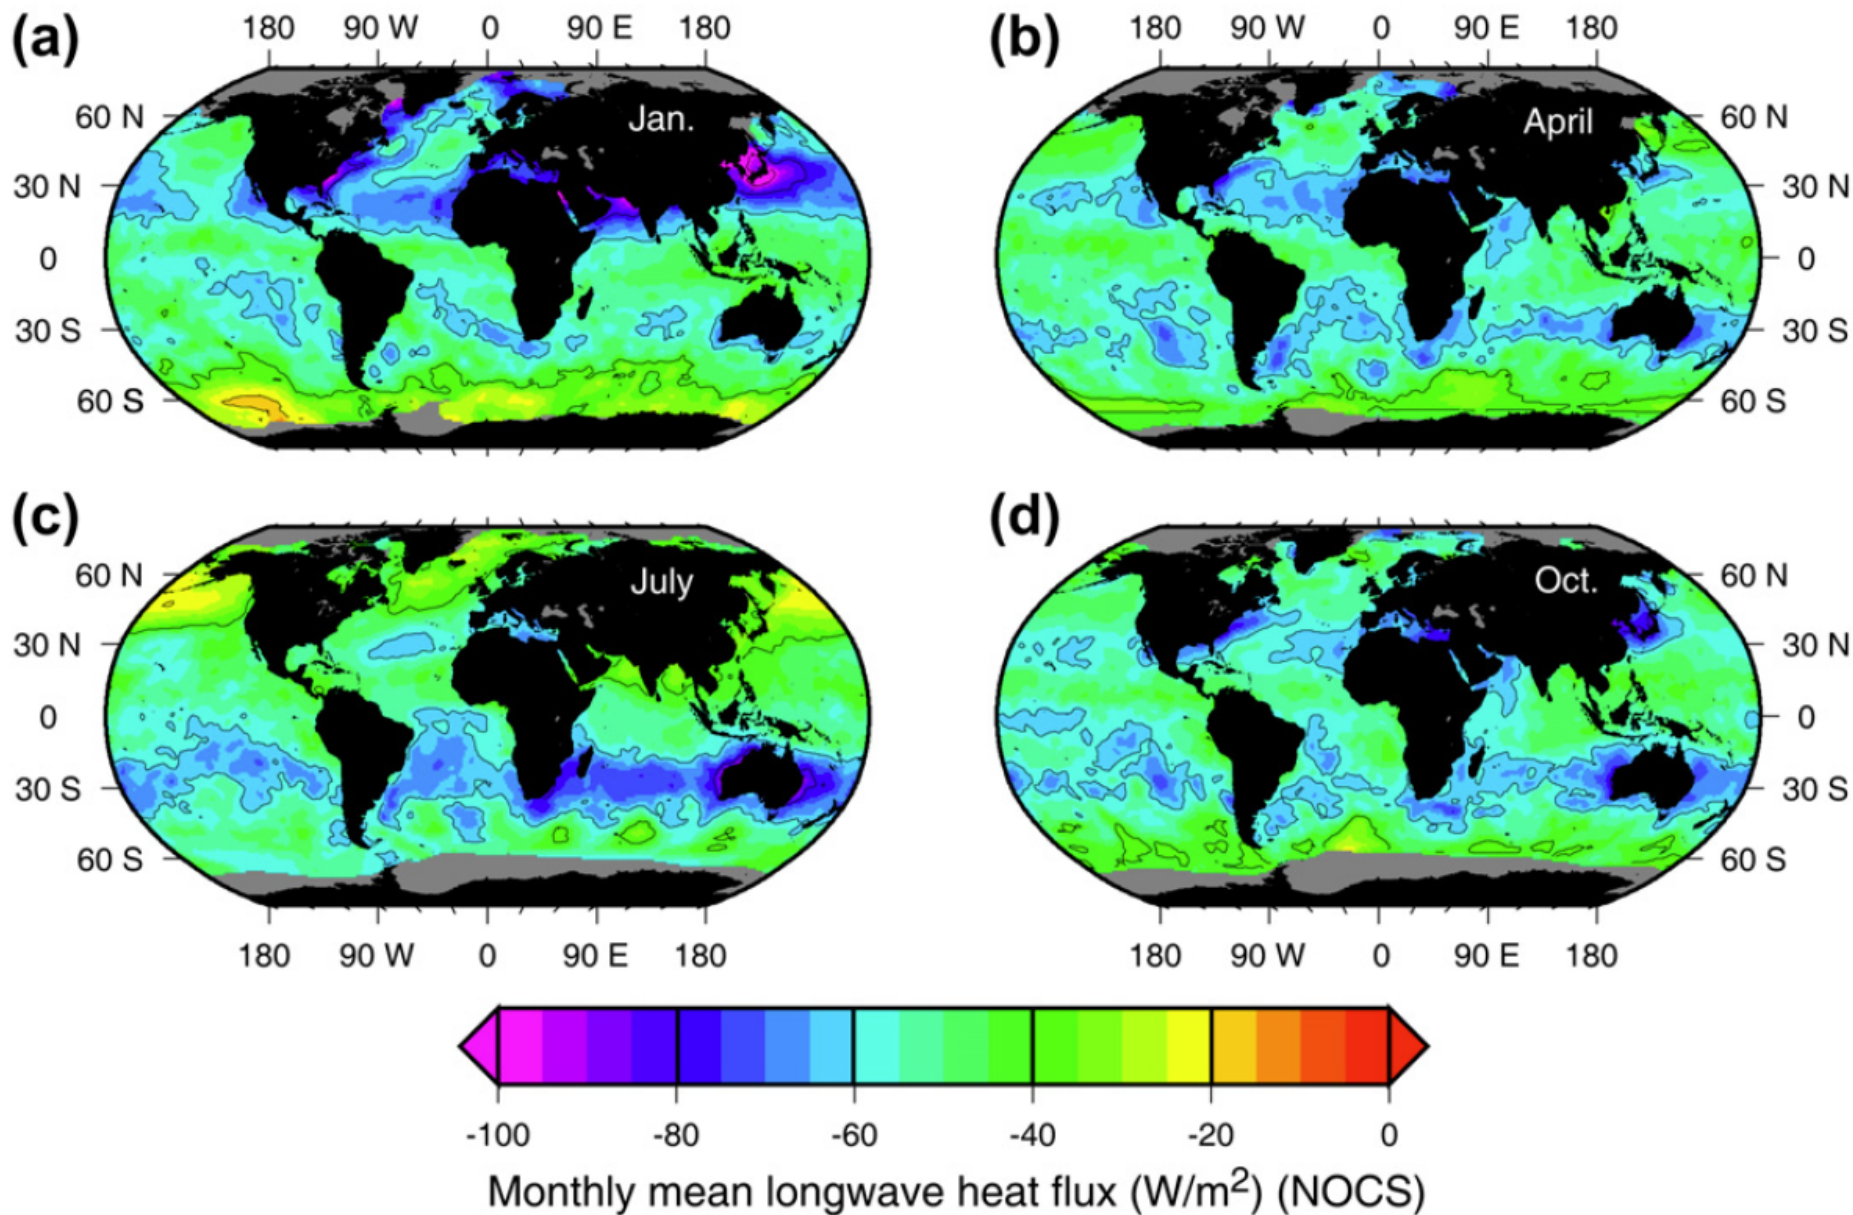 (a)
180 90 W 0 90 E 180
(b)
180 90 W 0 90 E 180
Jan.
April
60 N
30 N
0
30 S
60 S
60 N
30 N
0
30 S
60 S
(c)
(d)
July
Oct.
60 N
30 N
0
30 S
60 S
60 N
30 N
0
30 S
60 S
180 90 W 0 90 E 180
180 90 W 0 90 E 180
-100 -80 -60 -40 -20 0
Monthly mean longwave heat flux (W/m²) (NOCS)